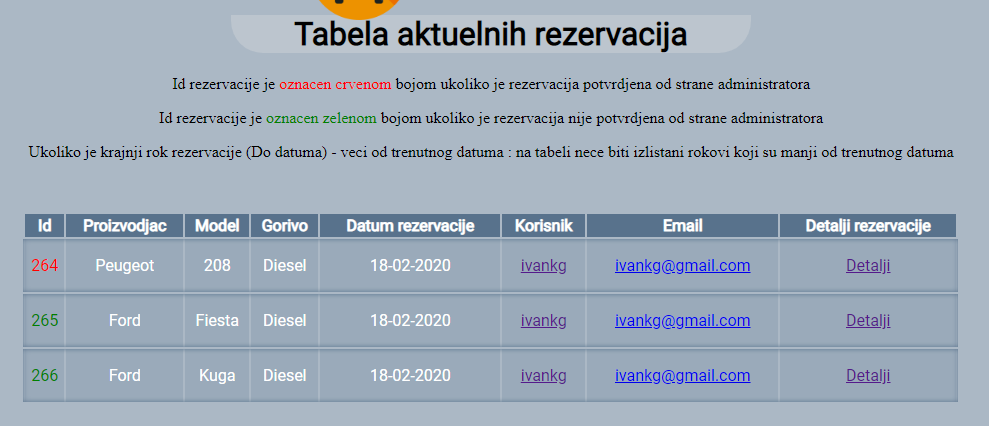 Tabela aktuelnih rezervacija
Id rezervacije je oznacen crvenom bojom ukoliko je rezervacija potvrdjena od strane administratora
Id rezervacije je oznacen zelenom bojom ukoliko je rezervacija nije potvrdjena od strane administratora
Ukoliko je krajnji rok rezervacije (Do datuma) - veci od trenutnog datuma : na tabeli nece biti izlistani rokovi koji su manji od trenutnog datuma
Id Proizvodjac Model Gorivo Datum rezervacije Korisnik Email Detalji rezervacije
264 Peugeot 208 Diesel 18-02-2020 ivankg ivankg@gmail.com Detalji
265 Ford Fiesta Diesel 18-02-2020 ivankg ivankg@gmail.com Detalji
266 Ford Kuga Diesel 18-02-2020 ivankg ivankg@gmail.com Detalji